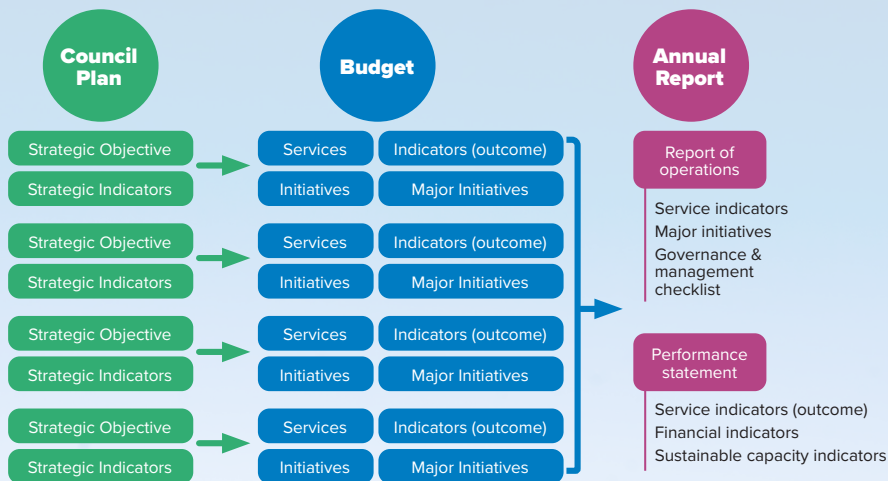 Council
Plan
Budget
Annual
Report
Strategic Objective
Services
Indicators (outcome)
Strategic Indicators
Initiatives
Major Initiatives
Strategic Objective
Services
Indicators (outcome)
Strategic Indicators
Initiatives
Major Initiatives
Strategic Objective
Services
Indicators (outcome)
Strategic Indicators
Initiatives
Major Initiatives
Strategic Objective
Services
Indicators (outcome)
Strategic Indicators
Initiatives
Major Initiatives
Report of
operations
Service indicators
Major initiatives
Governance &
management
checklist
Performance
statement
Service indicators (outcome)
Financial indicators
Sustainable capacity indicators